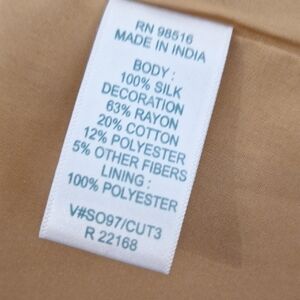 RN 98516
MADE IN INDIA
BODY :
100% SILK
DECORATION
63% RAYON
20% COTTON
12% POLYESTER
5% OTHER FIBERS
LINING :
100% POLYESTER
V#SO97/CUT3
R 22168